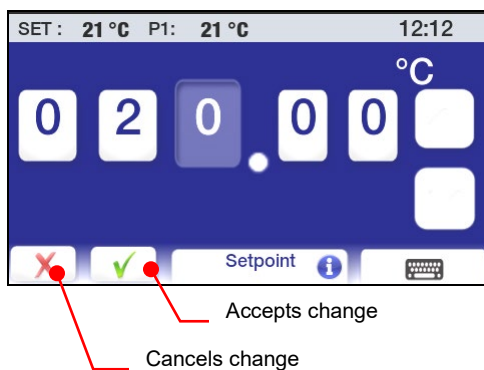 SET : 21 °C P1: 21 °C 12:12
°C
0 2 0 . 0 0
Setpoint i
Accepts change
Cancels change